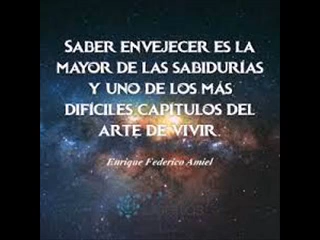 SABER ENVEJECER ES LA
MAYOR DE LAS SABIDURÍAS
Y UNO DE LOS MÁS
DIFÍCILES CAPÍTULOS DEL
ARTE DE VIVIR.
Enrique Federico Amiel